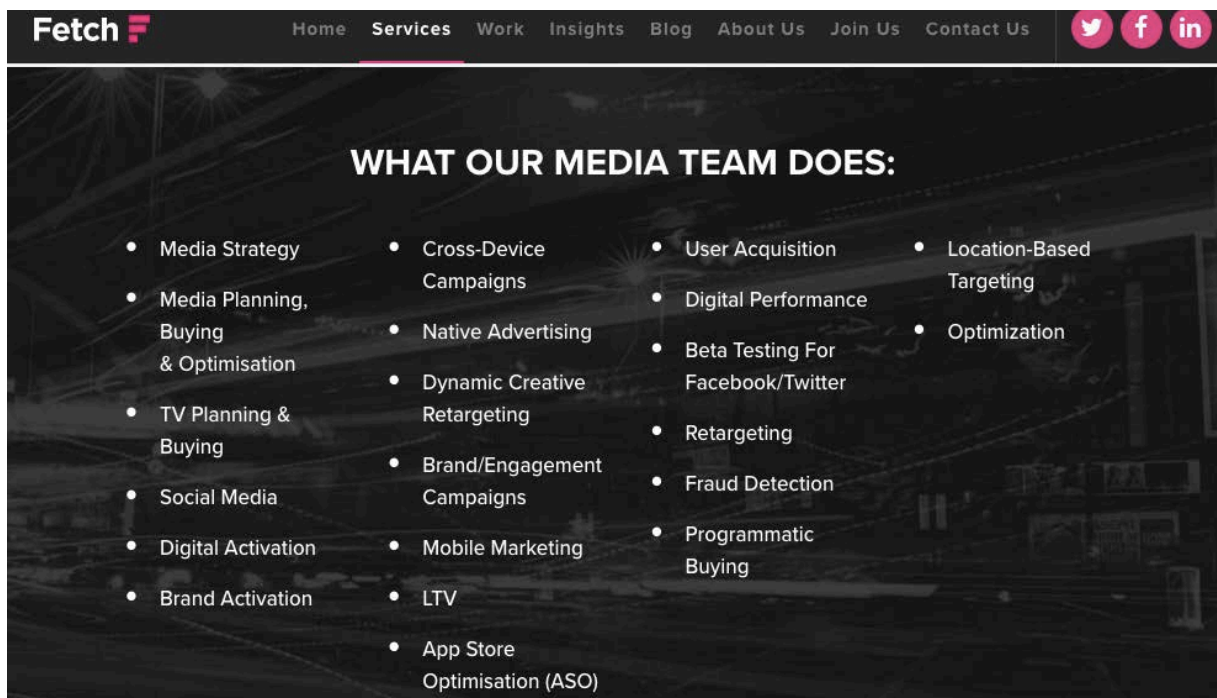 Fetch
Home Services Work Insights Blog About Us Join Us Contact Us
WHAT OUR MEDIA TEAM DOES:
Media Strategy
Media Planning,
Buying
& Optimisation
TV Planning &
Buying
Social Media
Digital Activation
Brand Activation
Cross-Device
Campaigns
Native Advertising
Dynamic Creative
Retargeting
Brand/Engagement
Campaigns
Mobile Marketing
LTV
App Store
Optimisation (ASO)
User Acquisition
Digital Performance
Beta Testing For
Facebook/Twitter
Retargeting
Fraud Detection
Programmatic
Buying
Location-Based
Targeting
Optimization